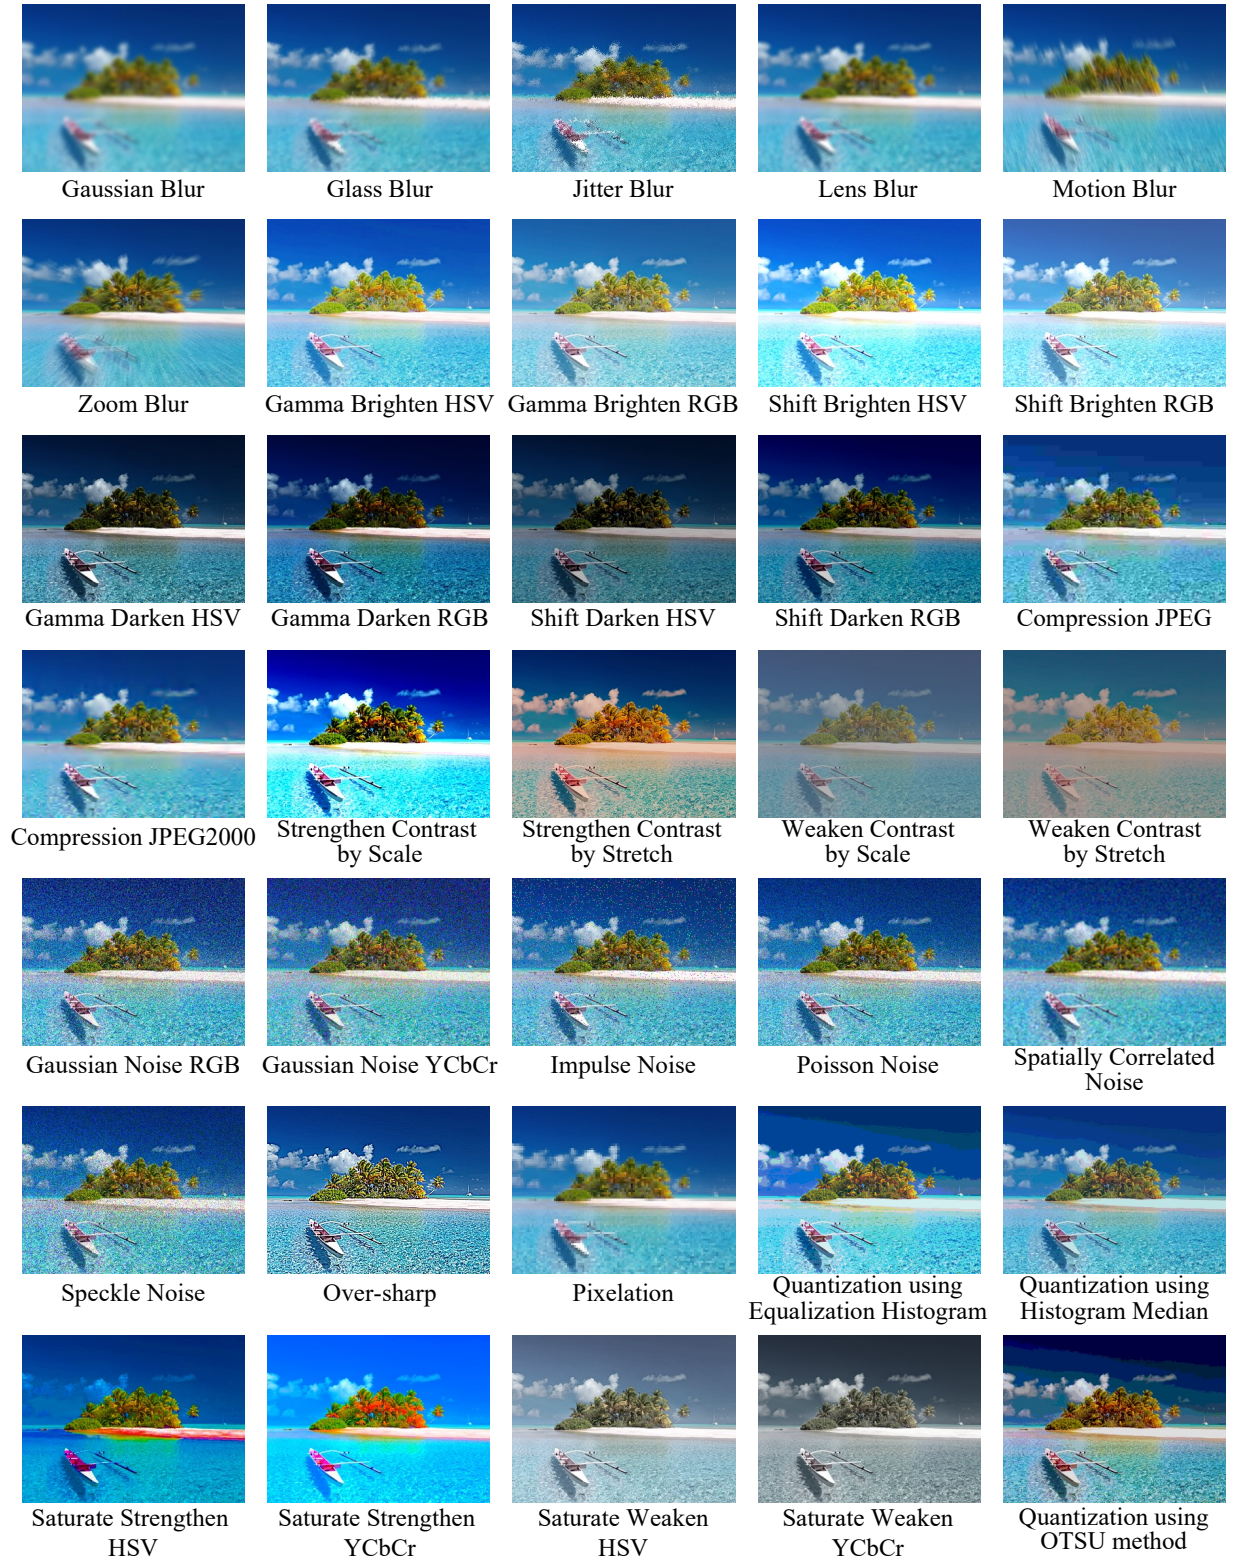 Gaussian Blur
Glass Blur
Jitter Blur
Lens Blur
Motion Blur
Zoom Blur
Gamma Brighten HSV
Gamma Brighten RGB
Shift Brighten HSV
Shift Brighten RGB
Gamma Darken HSV
Gamma Darken RGB
Shift Darken HSV
Shift Darken RGB
Compression JPEG
Compression JPEG2000
Strengthen Contrast
by Scale
Strengthen Contrast
by Stretch
Weaken Contrast
by Scale
Weaken Contrast
by Stretch
Gaussian Noise RGB
Gaussian Noise YCbCr
Impulse Noise
Poisson Noise
Spatially Correlated
Noise
Speckle Noise
Over-sharp
Pixelation
Quantization using
Equalization Histogram
Quantization using
Histogram Median
Saturate Strengthen
HSV
Saturate Strengthen
YCbCr
Saturate Weaken
HSV
Saturate Weaken
YCbCr
Quantization using
OTSU method